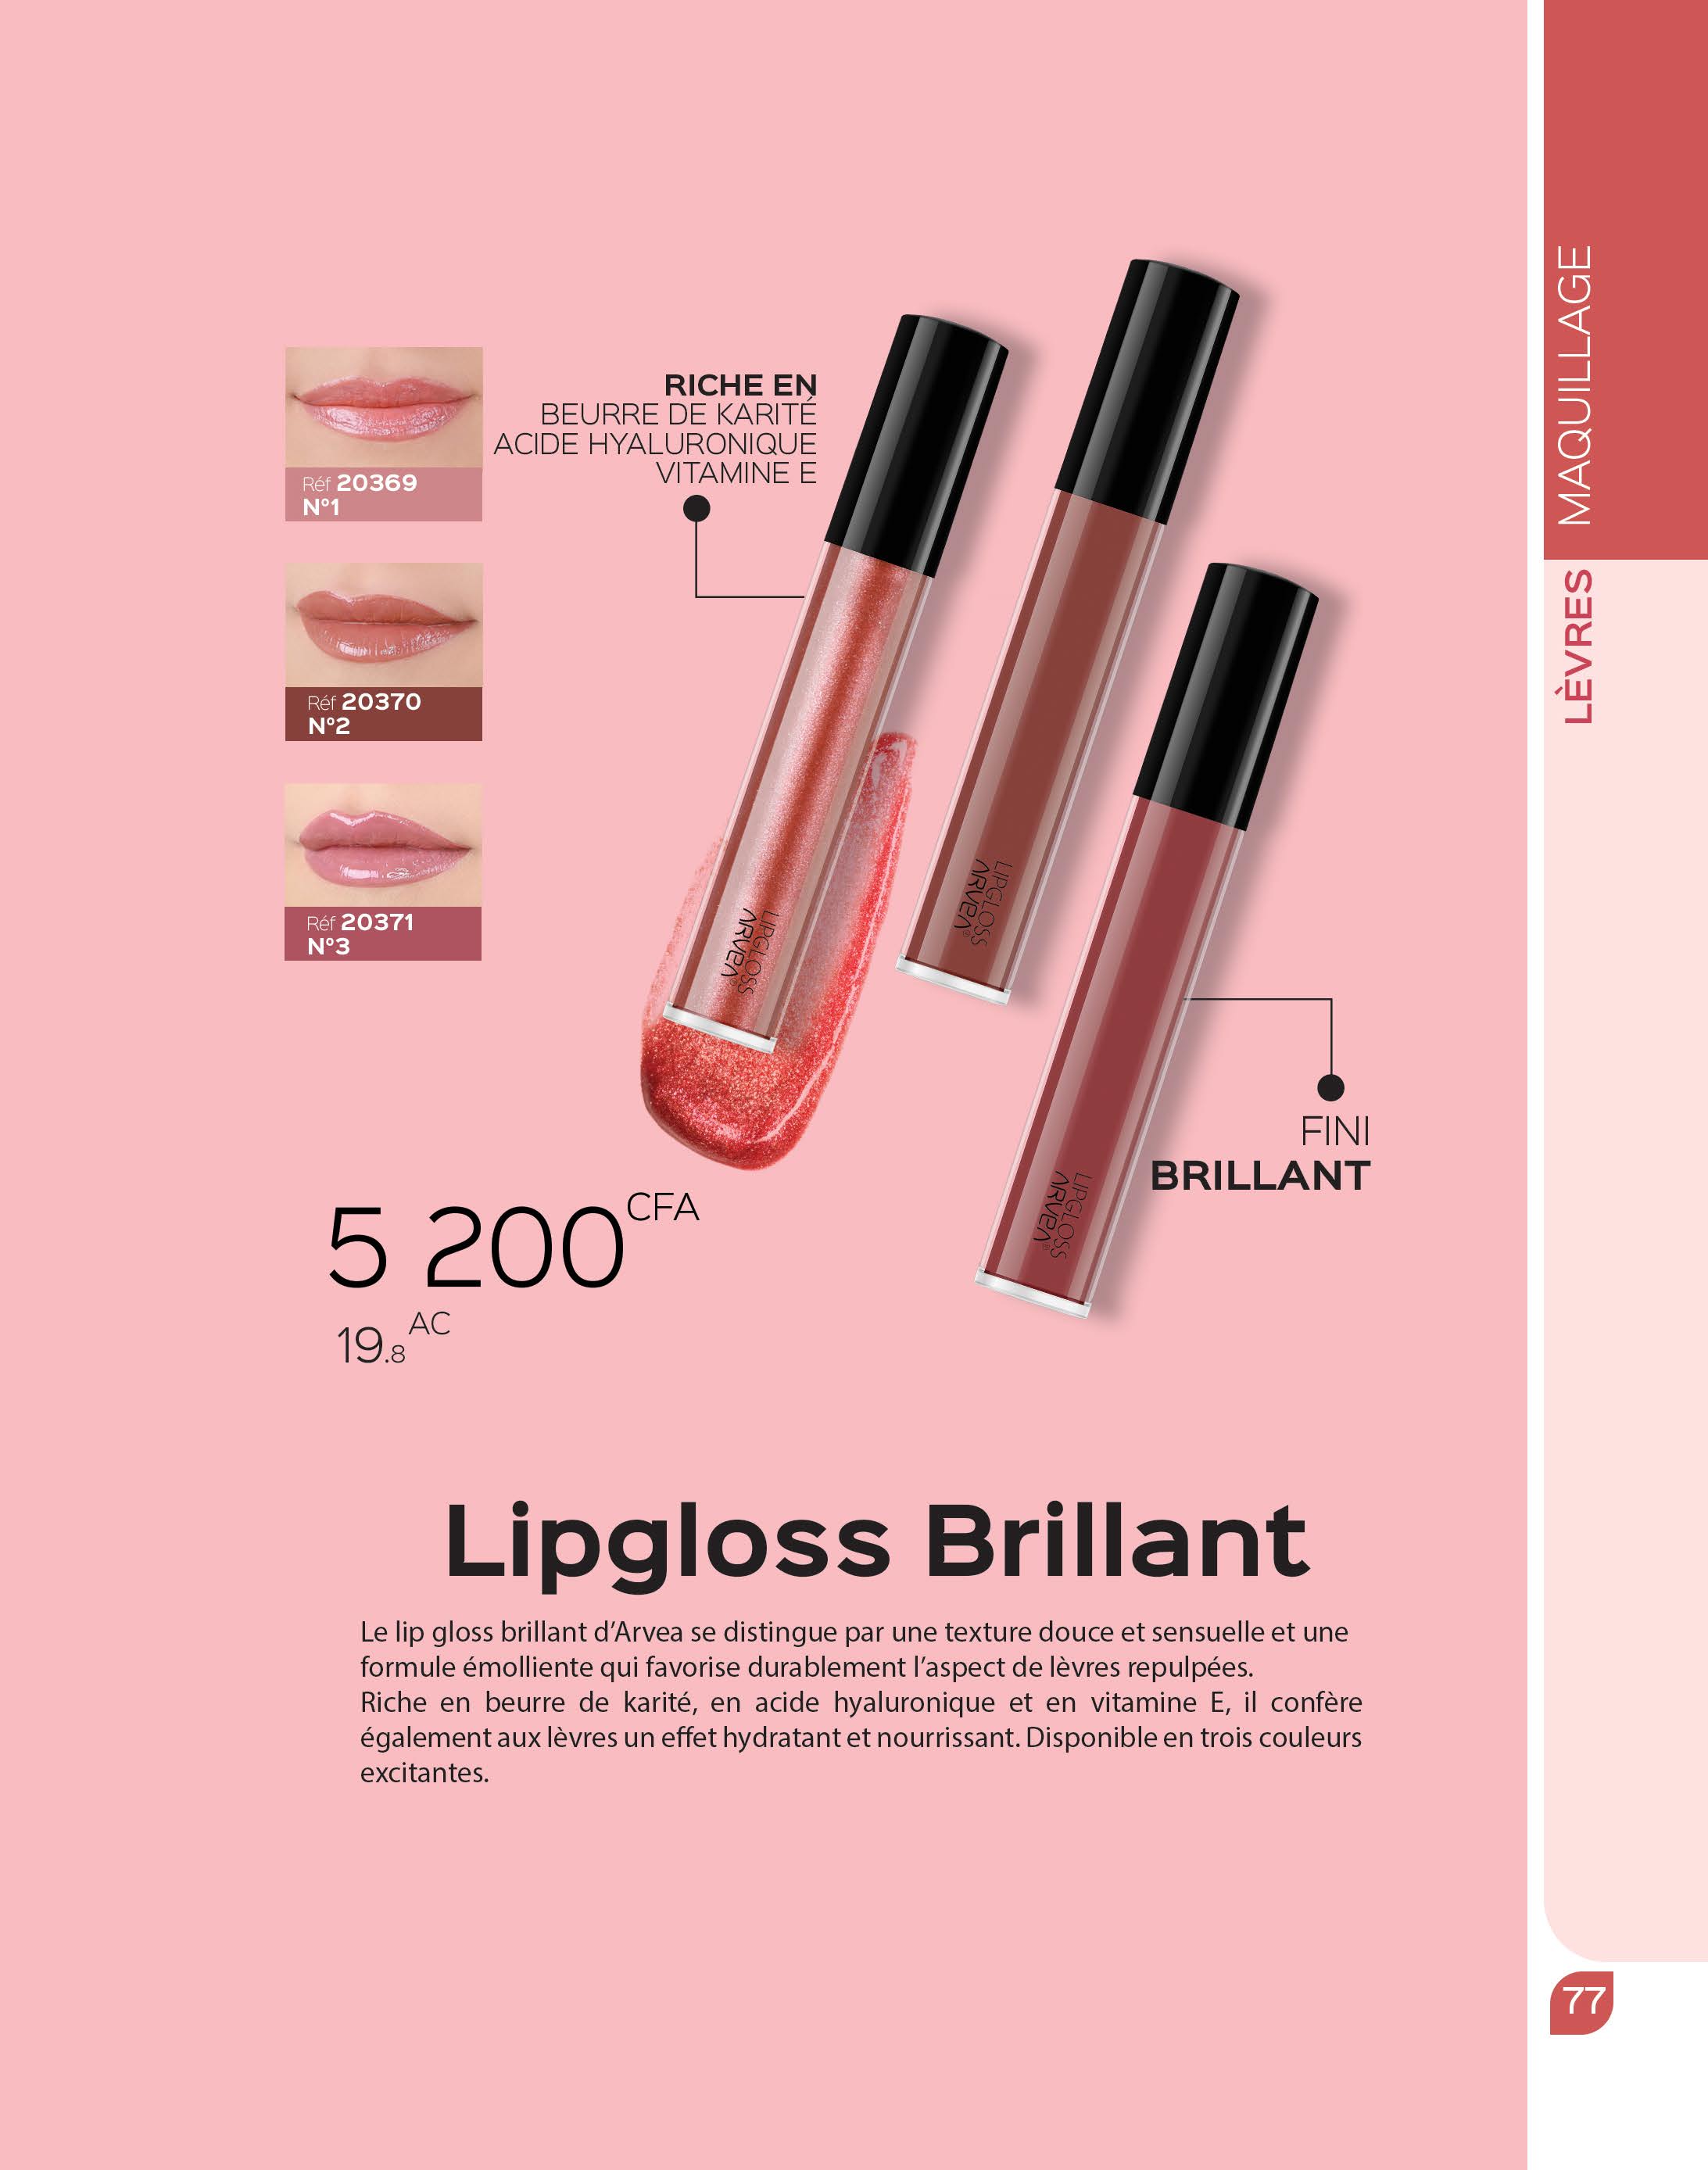 MAQUILLAGE
LÈVRES
RICHE EN
BEURRE DE KARITÉ
ACIDE HYALURONIQUE
VITAMINE E
Réf 20369
N°1
Réf 20370
N°2
Réf 20371
N°3
LIPGLOSS
ARVEA
LIPGLOSS
ARVEA®
LIPGLOSS
ARVEA®
FINI
BRILLANT
5 200 CFA
19.8 AC
Lipgloss Brillant
Le lip gloss brillant d’Arvea se distingue par une texture douce et sensuelle et une
formule émolliente qui favorise durablement l’aspect de lèvres repulpées.
Riche en beurre de karité, en acide hyaluronique et en vitamine E, il confère
également aux lèvres un effet hydratant et nourrissant. Disponible en trois couleurs
excitantes.
77